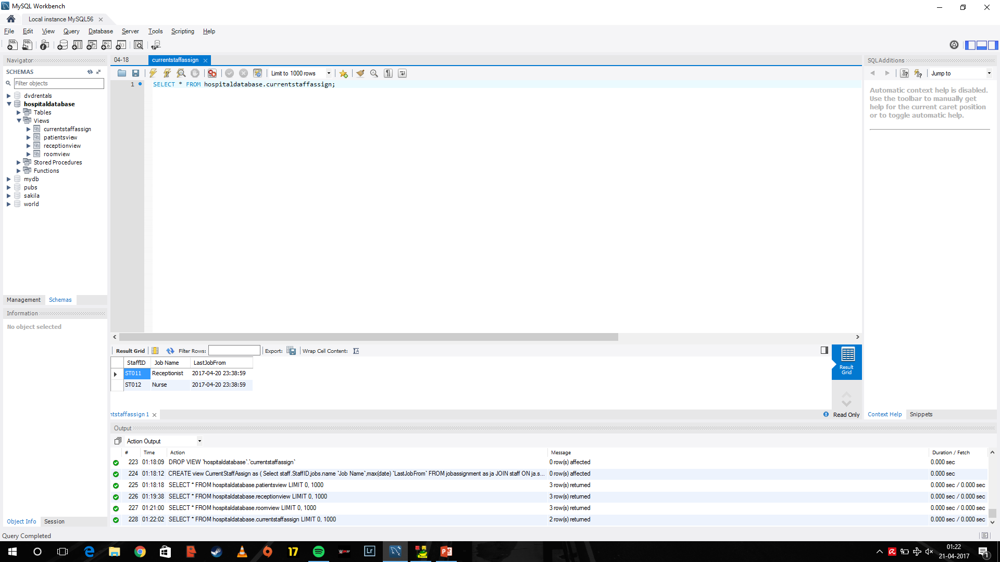 MySQL Workbench
Local instance MySQL56
File Edit View Query Database Server Tools Scripting Help
Navigator
SCHEMAS
Filter objects
dvdrentals
hospitaldatabase
Tables
Views
currentstaffassign
patientsview
receptionview
roomview
Stored Procedures
Functions
mydb
pubs
sakila
world
Management Schemas
Information
No object selected
Object Info Session
04-18 currentstaffassign
Limit to 1000 rows
1 SELECT * FROM hospitaldatabase.currentstaffassign;
Result Grid Filter Rows: Export: Wrap Cell Content:
StaffID Job Name LastJobFrom
ST011 Receptionist 2017-04-20 23:38:59
ST012 Nurse 2017-04-20 23:38:59
Result
Grid
ntstaffassign 1
Read Only
SQLAdditions
Jump to
Automatic context help is disabled.
Use the toolbar to manually get
help for the current caret position
or to toggle automatic help.
Context Help Snippets
Output
Action Output
# Time Action Message Duration / Fetch
223 01:18:09 DROP VIEW `hospitaldatabase`.`currentstaffassign` 0 row(s) affected 0.000 sec
224 01:18:12 CREATE view CurrentStaffAssign as ( Select staff.StaffID,jobs.name `Job Name`,max(date) `LastJobFrom` FROM jobassignment as ja JOIN staff ON ja.s... 0 row(s) affected 0.000 sec
225 01:18:18 SELECT * FROM hospitaldatabase.patientsview LIMIT 0, 1000 3 row(s) returned 0.000 sec / 0.000 sec
226 01:19:38 SELECT * FROM hospitaldatabase.receptionview LIMIT 0, 1000 3 row(s) returned 0.000 sec / 0.000 sec
227 01:21:00 SELECT * FROM hospitaldatabase.roomview LIMIT 0, 1000 3 row(s) returned 0.000 sec / 0.000 sec
228 01:22:02 SELECT * FROM hospitaldatabase.currentstaffassign LIMIT 0, 1000 2 row(s) returned 0.000 sec / 0.000 sec
Query Completed
17
Lr
01:22
21-04-2017
1